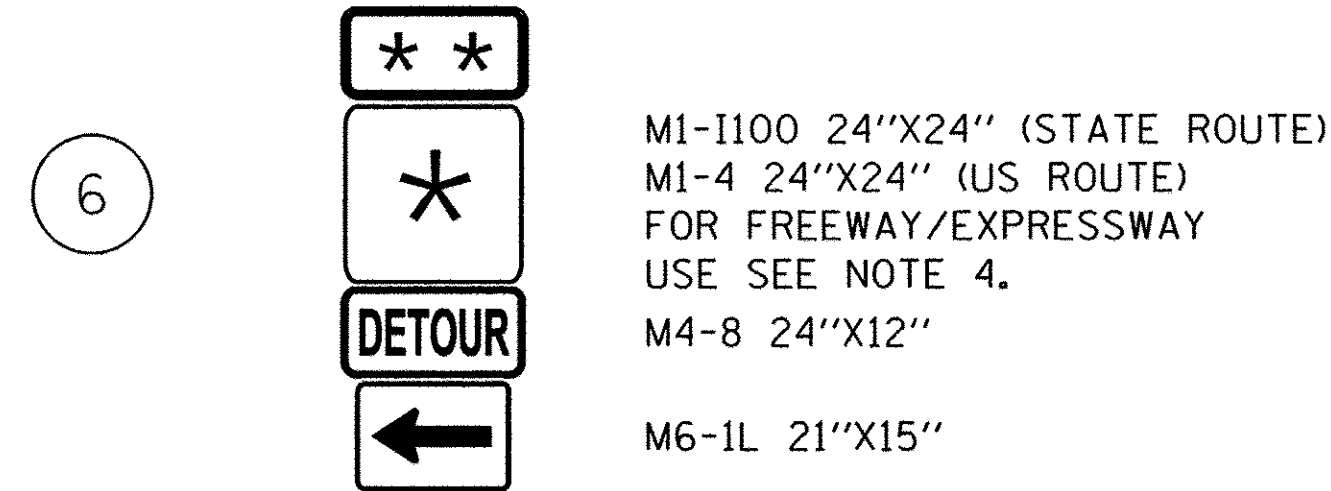 * *
6
*
M1-I100 24''X24'' (STATE ROUTE)
M1-4 24''X24'' (US ROUTE)
FOR FREEWAY/EXPRESSWAY
USE SEE NOTE 4.
DETOUR
M4-8 24''X12''
M6-1L 21''X15''